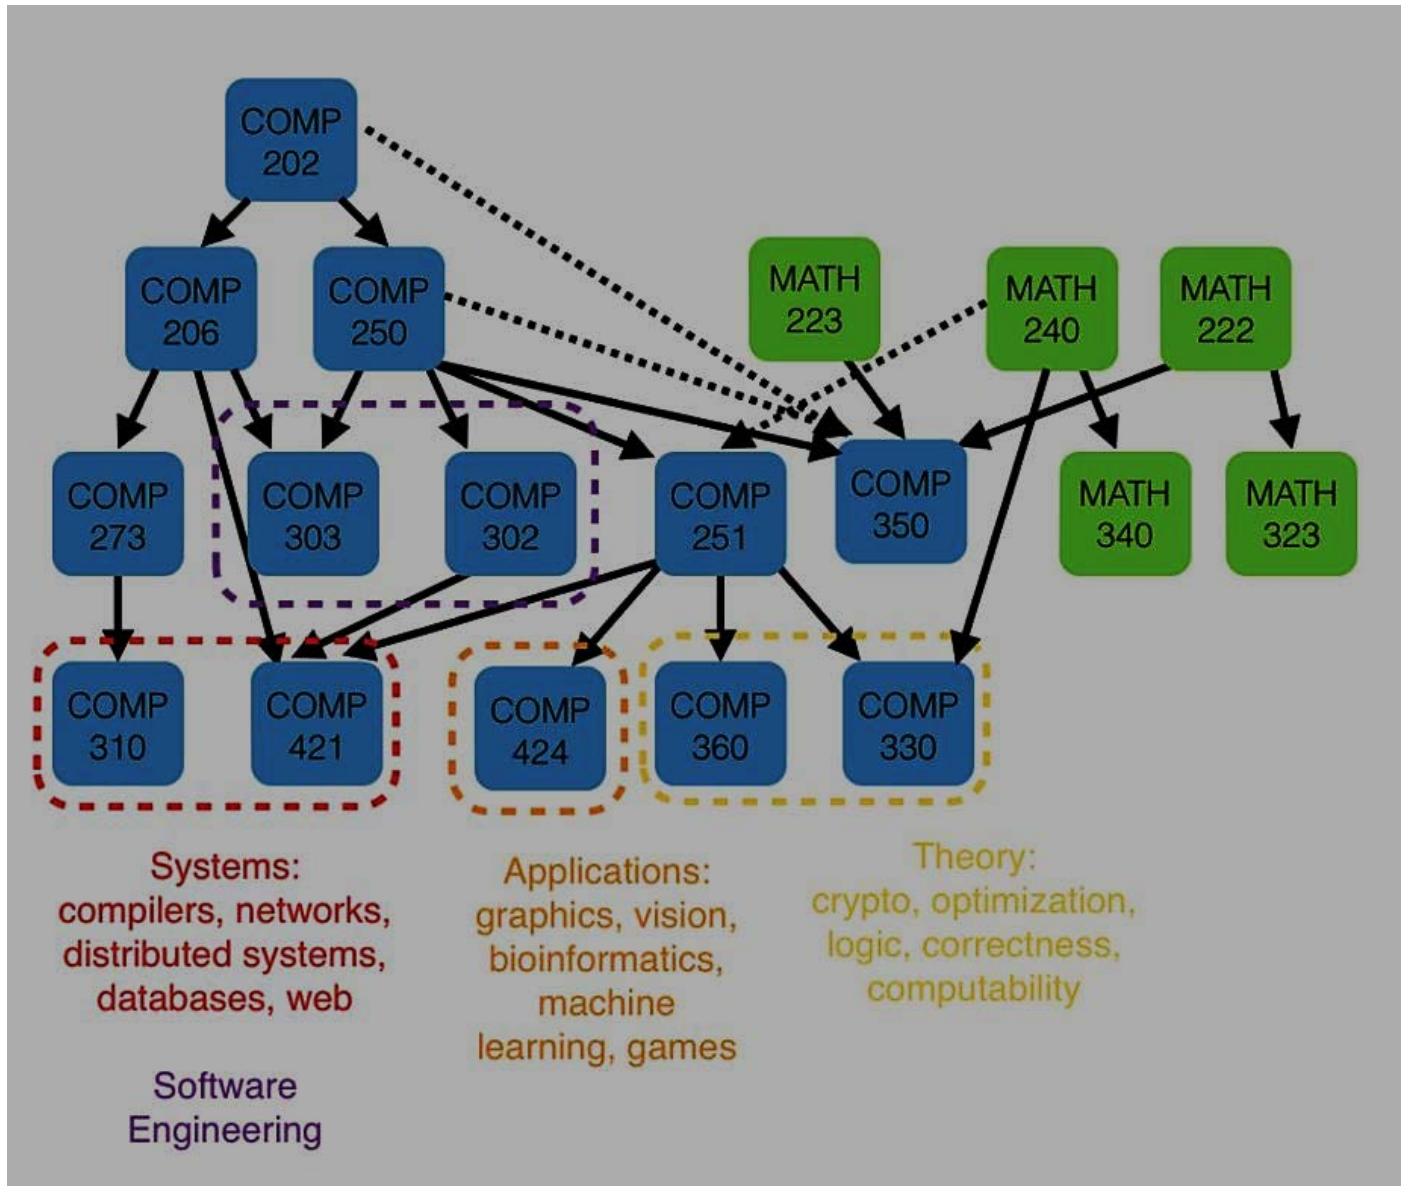 COMP
202
COMP
206
COMP
250
MATH
223
MATH
240
MATH
222
COMP
273
COMP
303
COMP
302
COMP
251
COMP
350
MATH
340
MATH
323
COMP
310
COMP
421
COMP
424
COMP
360
COMP
330
Systems:
compilers, networks,
distributed systems,
databases, web
Applications:
graphics, vision,
bioinformatics,
machine
learning, games
Theory:
crypto, optimization,
logic, correctness,
computability
Software
Engineering